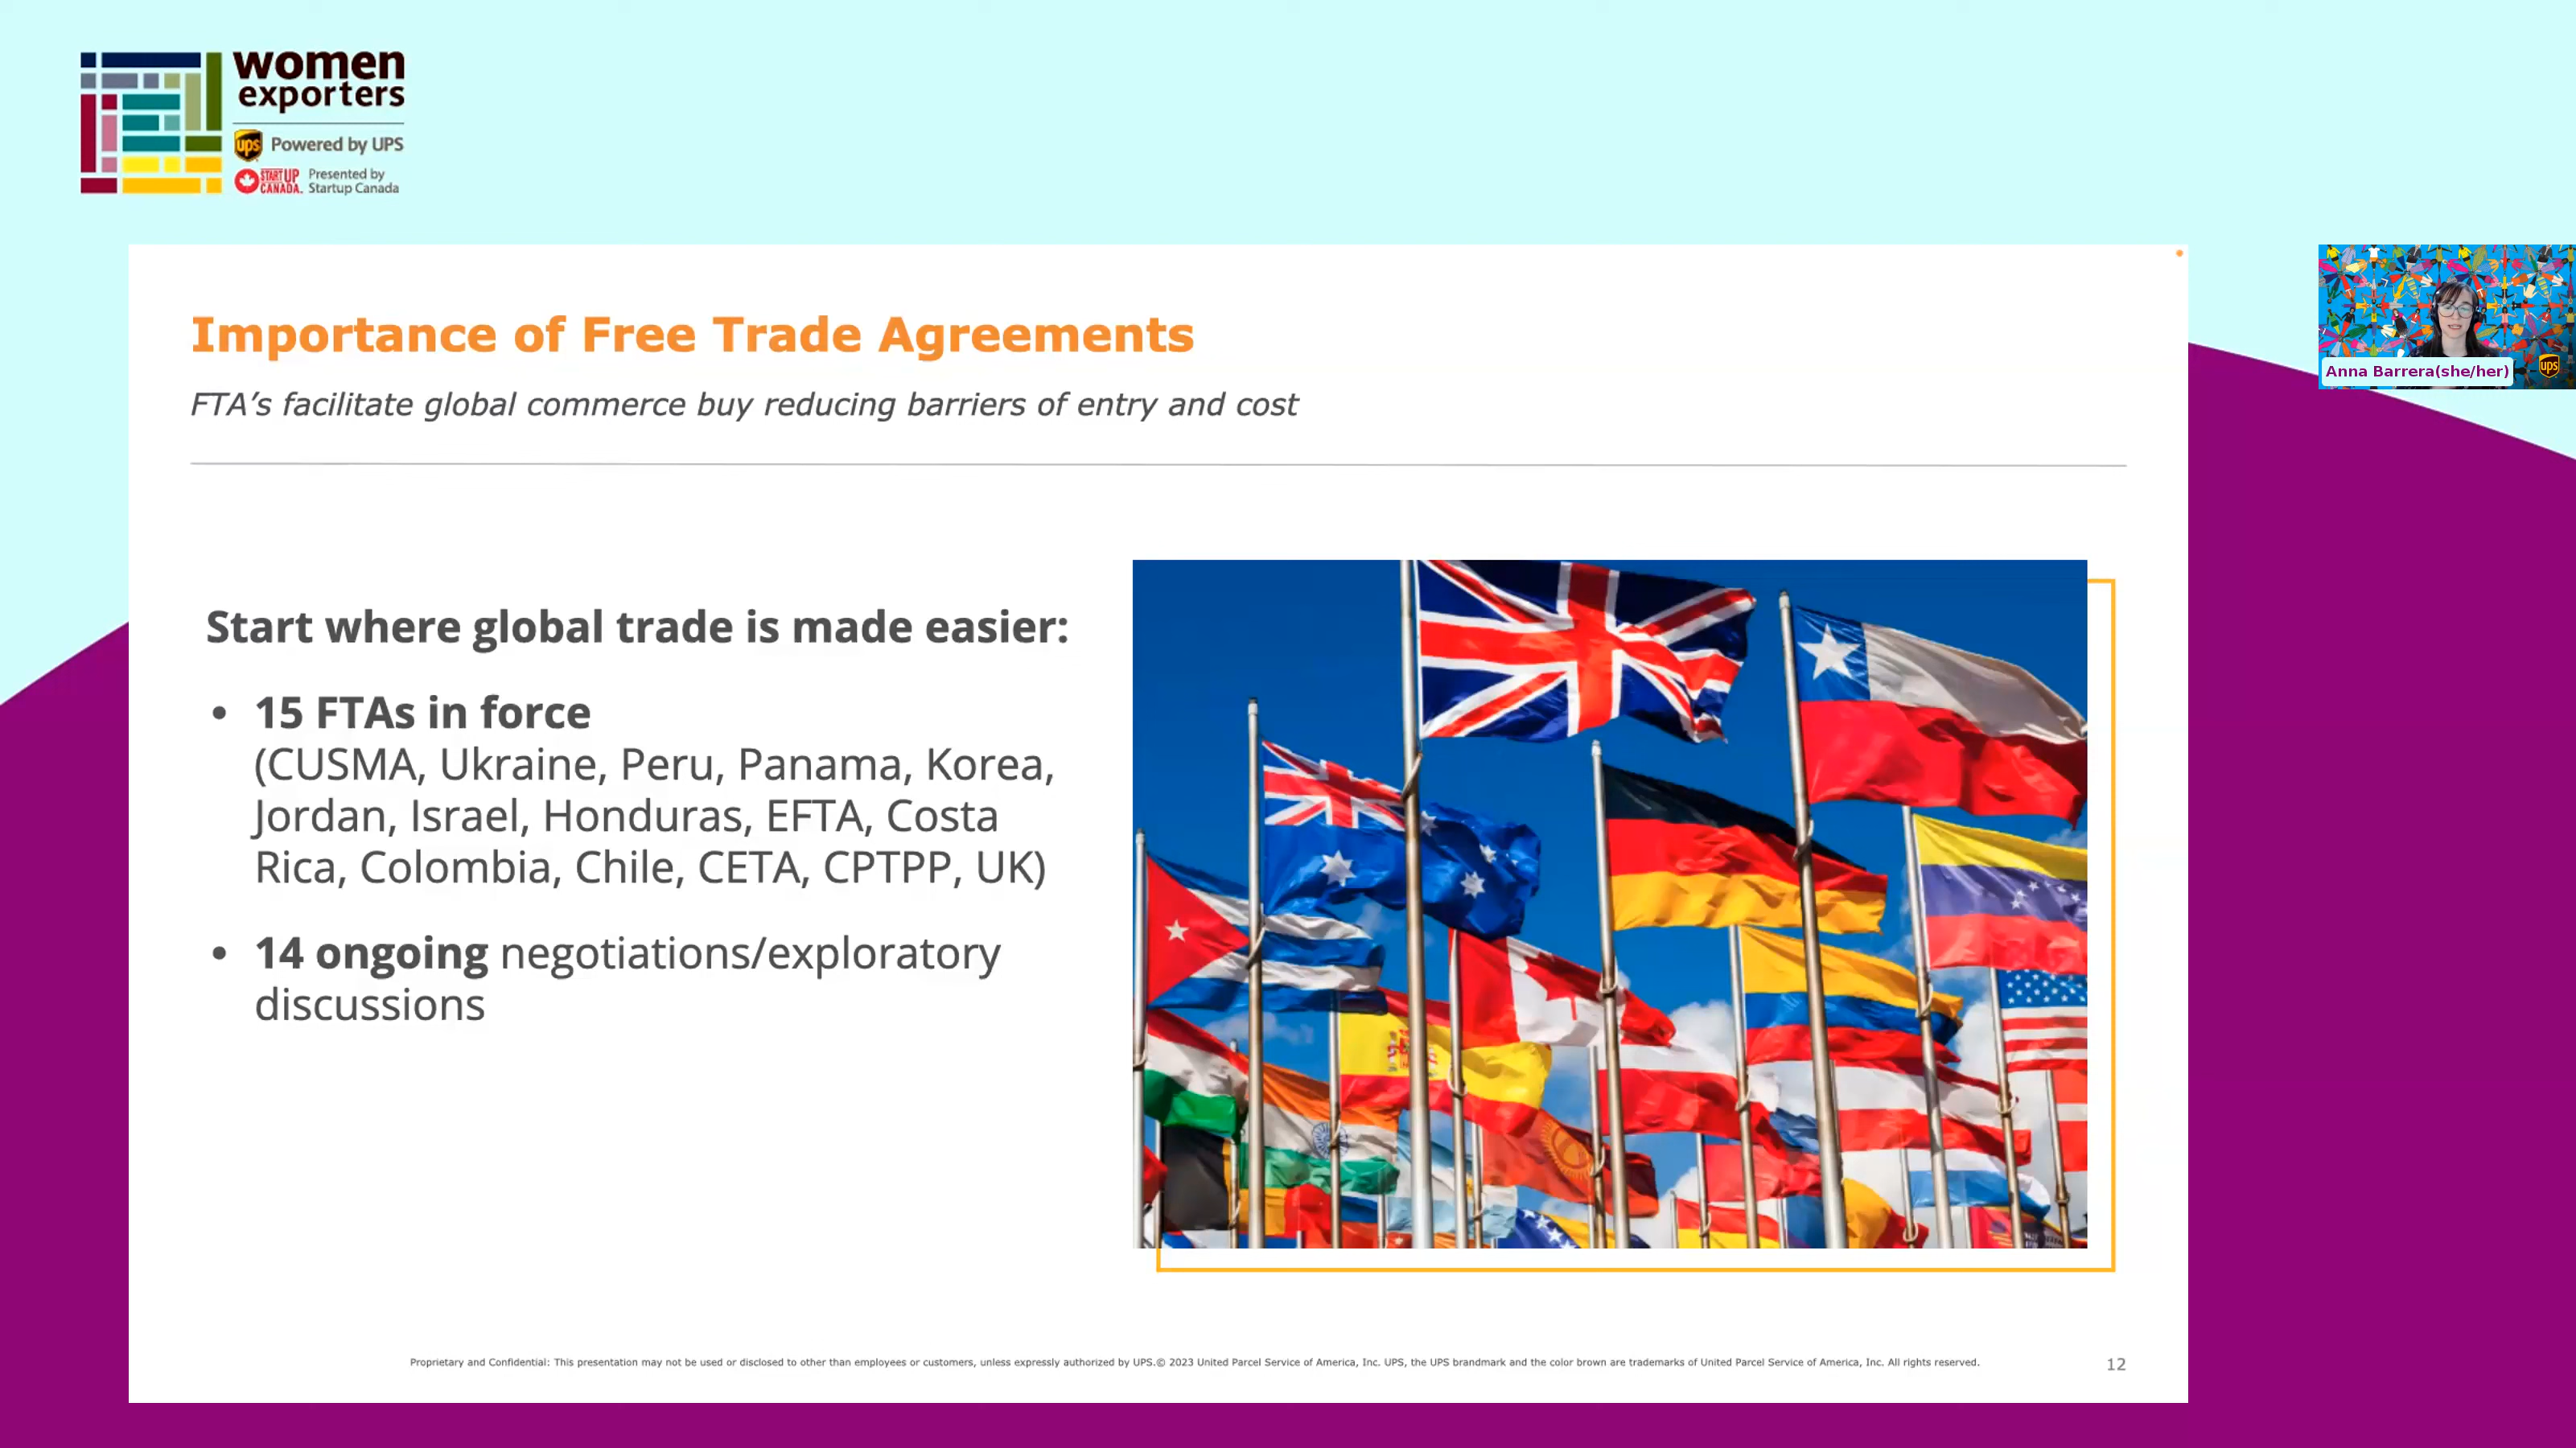 women
exporters
ups Powered by UPS
STARTUP CANADA. Presented by
Startup Canada
Importance of Free Trade Agreements
FTA’s facilitate global commerce buy reducing barriers of entry and cost
Anna Barrera(she/her)
ups
Start where global trade is made easier:
• 15 FTAs in force
(CUSMA, Ukraine, Peru, Panama, Korea,
Jordan, Israel, Honduras, EFTA, Costa
Rica, Colombia, Chile, CETA, CPTPP, UK)
• 14 ongoing negotiations/exploratory
discussions
Proprietary and Confidential: This presentation may not be used or disclosed to other than employees or customers, unless expressly authorized by UPS.© 2023 United Parcel Service of America, Inc. UPS, the UPS brandmark and the color brown are trademarks of United Parcel Service of America, Inc. All rights reserved.
12